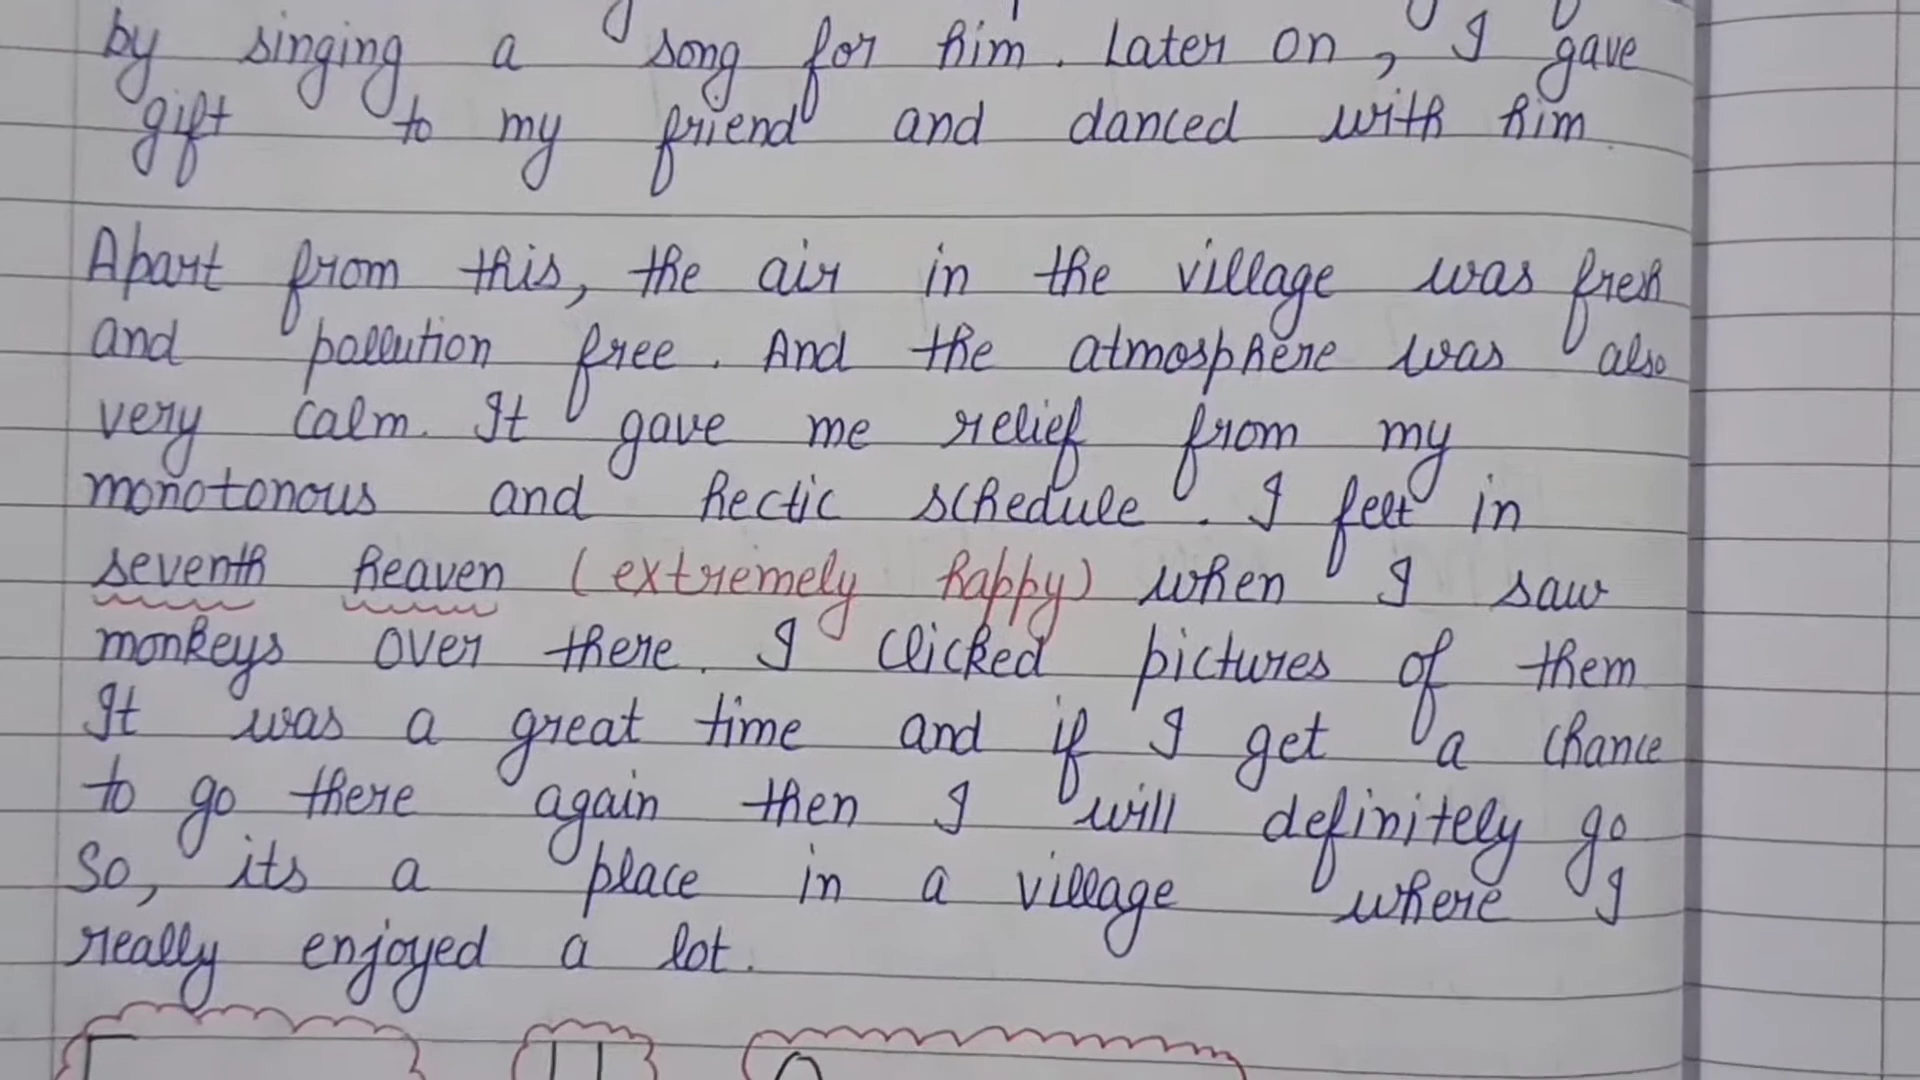 by singing a song for him. Later on, I gave
gift to my friend and danced with him.
Apart from this, the air in the village was fresh
and pollution free. And the atmosphere was also
very calm. It gave me relief from my
monotonous and hectic schedule. I felt in
seventh heaven (extremely happy) when I saw
monkeys over there. I clicked pictures of them
It was a great time and if I get a chance
to go there again then I will definitely go
So, its a place in a village where I
really enjoyed a lot.